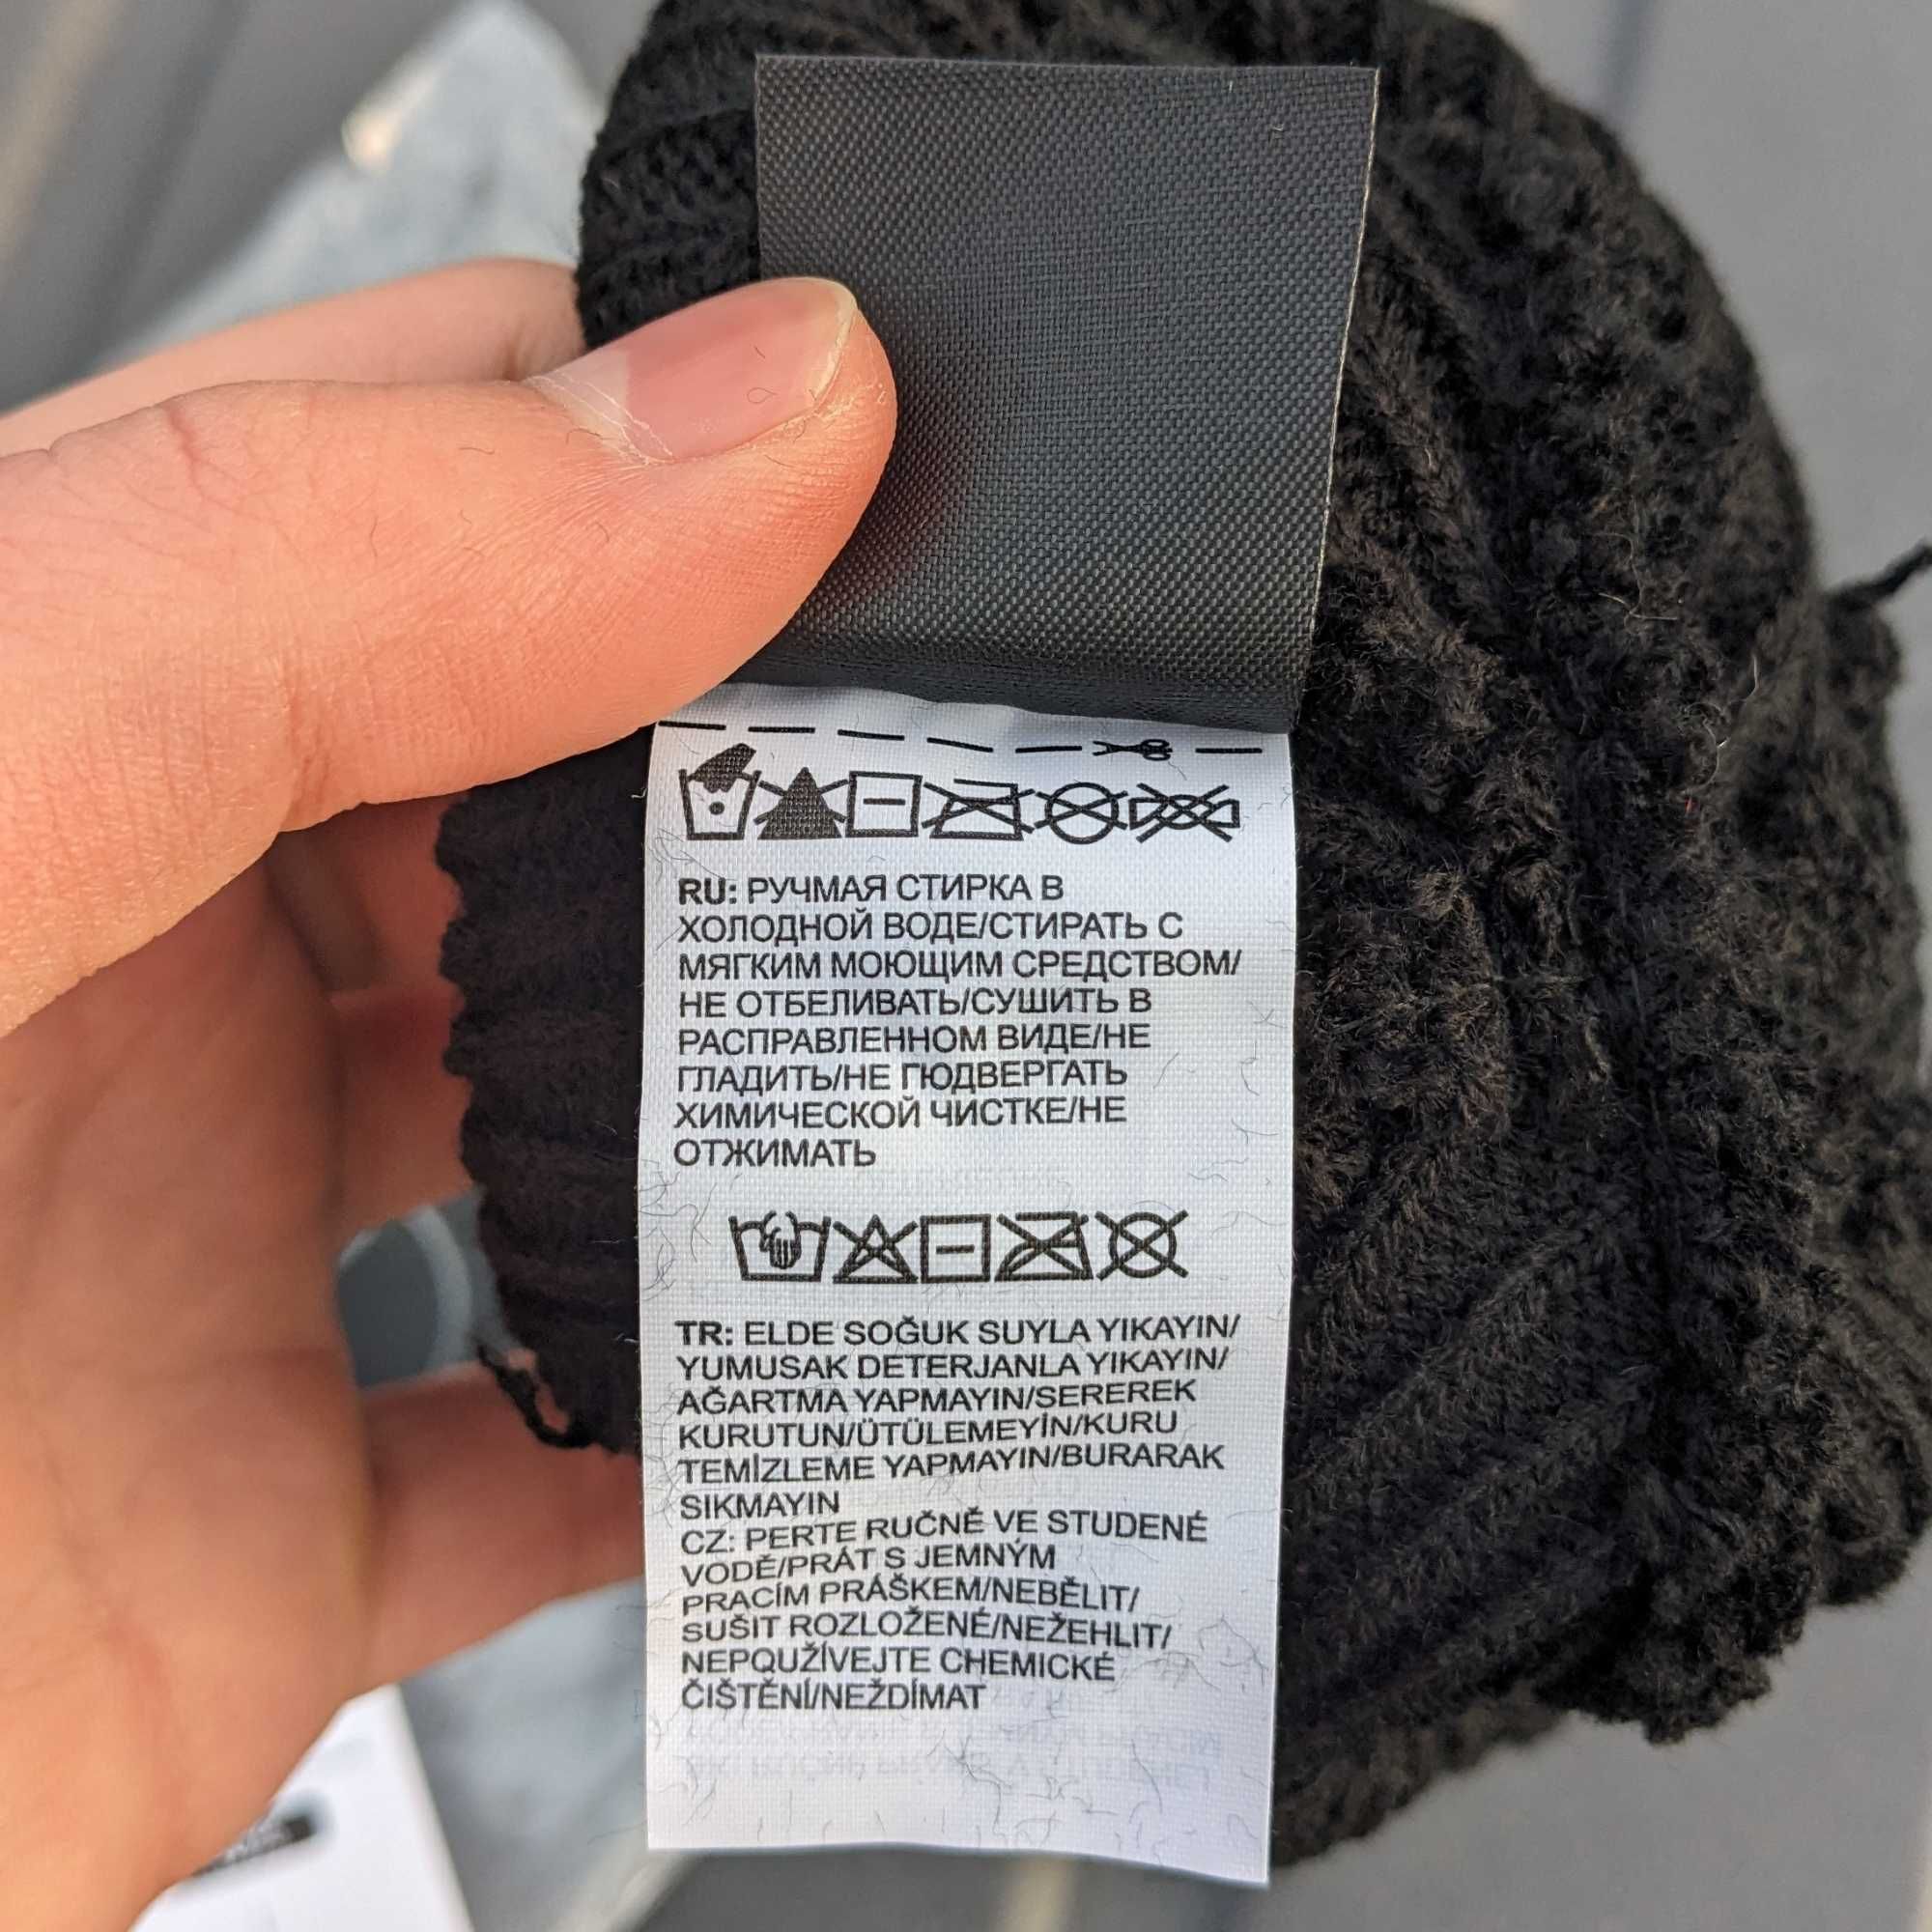 RU: РУЧМАЯ СТИРКА В
ХОЛОДНОЙ ВОДЕ/СТИРАТЬ С
МЯГКИМ МОЮЩИМ СРЕДСТВОМ/
НЕ ОТБЕЛИВАТЬ/СУШИТЬ В
РАСПРАВЛЕННОМ ВИДЕ/НЕ
ГЛАДИТЬ/НЕ ГЮДВЕРГАТЬ
ХИМИЧЕСКОЙ ЧИСТКЕ/НЕ
ОТЖИМАТЬ
TR: ELDE SOĞUK SUYLA YIKAYIN/
YUMUSAK DETERJANLA YIKAYIN/
AĞARTMA YAPMAYIN/SEREREK
KURUTUN/ÜTÜLEMEYİN/KURU
TEMİZLEME YAPMAYIN/BURARAK
SIKMAYIN
CZ: PERTE RUČNĚ VE STUDENÉ
VODĚ/PRÁT S JEMNÝM
PRACÍM PRÁŠKEM/NEBĚLIT/
SUŠIT ROZLOŽENÉ/NEŽEHLIT/
NEPQUŽÍVEJTE CHEMICKÉ
ČIŠTĚNÍ/NEŽDÍMAT